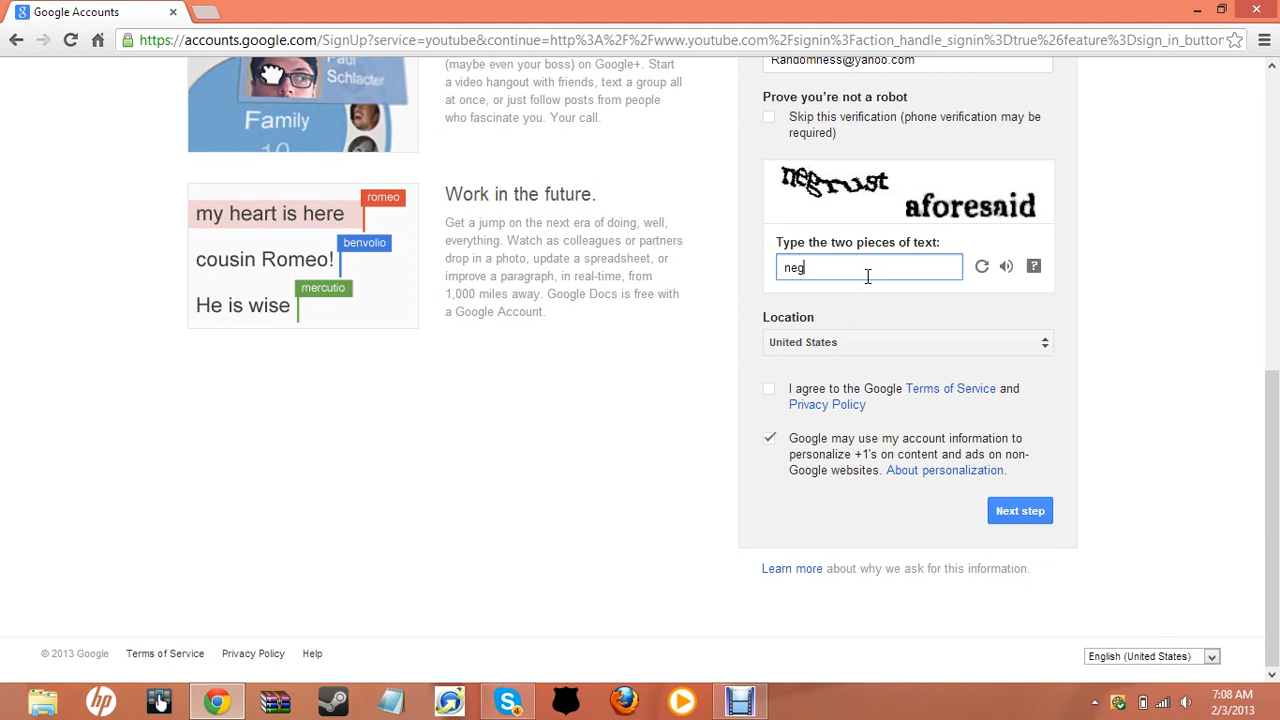 Google Accounts
https://accounts.google.com/SignUp?service=youtube&continue=http%3A%2F%2Fwww.youtube.com%2Fsignin%3Faction_handle_signin%3Dtrue%26feature%3Dsign_in_button
Paul
Schlacter
Family
10
(maybe even your boss) on Google+. Start
a video hangout with friends, text a group all
at once, or just follow posts from people
who fascinate you. Your call.
romeo
my heart is here
benvolio
cousin Romeo!
mercutio
He is wise
Work in the future.
Get a jump on the next era of doing, well,
everything. Watch as colleagues or partners
drop in a photo, update a spreadsheet, or
improve a paragraph, in real-time, from
1,000 miles away. Google Docs is free with
a Google Account.
Randomness@yahoo.com
Prove you're not a robot
Skip this verification (phone verification may be
required)
negrust
aforesaid
Type the two pieces of text:
neg
Location
United States
I agree to the Google Terms of Service and
Privacy Policy
Google may use my account information to
personalize +1's on content and ads on non-
Google websites. About personalization.
Next step
Learn more about why we ask for this information.
© 2013 Google Terms of Service Privacy Policy Help
English (United States)
7:08 AM
2/3/2013